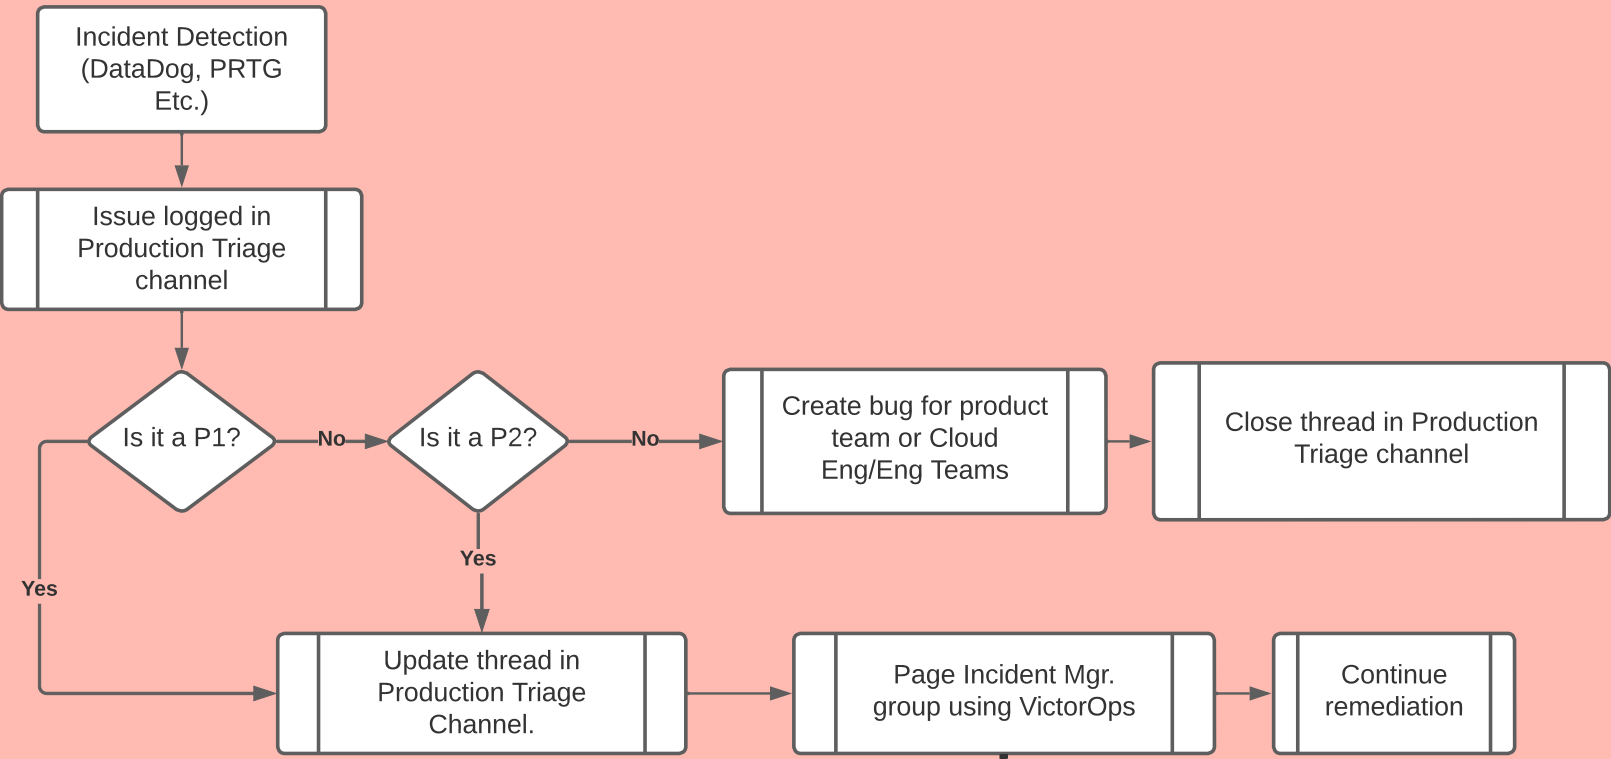 Incident Detection
(DataDog, PRTG
Etc.)
Issue logged in
Production Triage
channel
Is it a P1?
No
Is it a P2?
No
Create bug for product
team or Cloud
Eng/Eng Teams
Close thread in Production
Triage channel
Yes
Yes
Update thread in
Production Triage
Channel.
Page Incident Mgr.
group using VictorOps
Continue
remediation